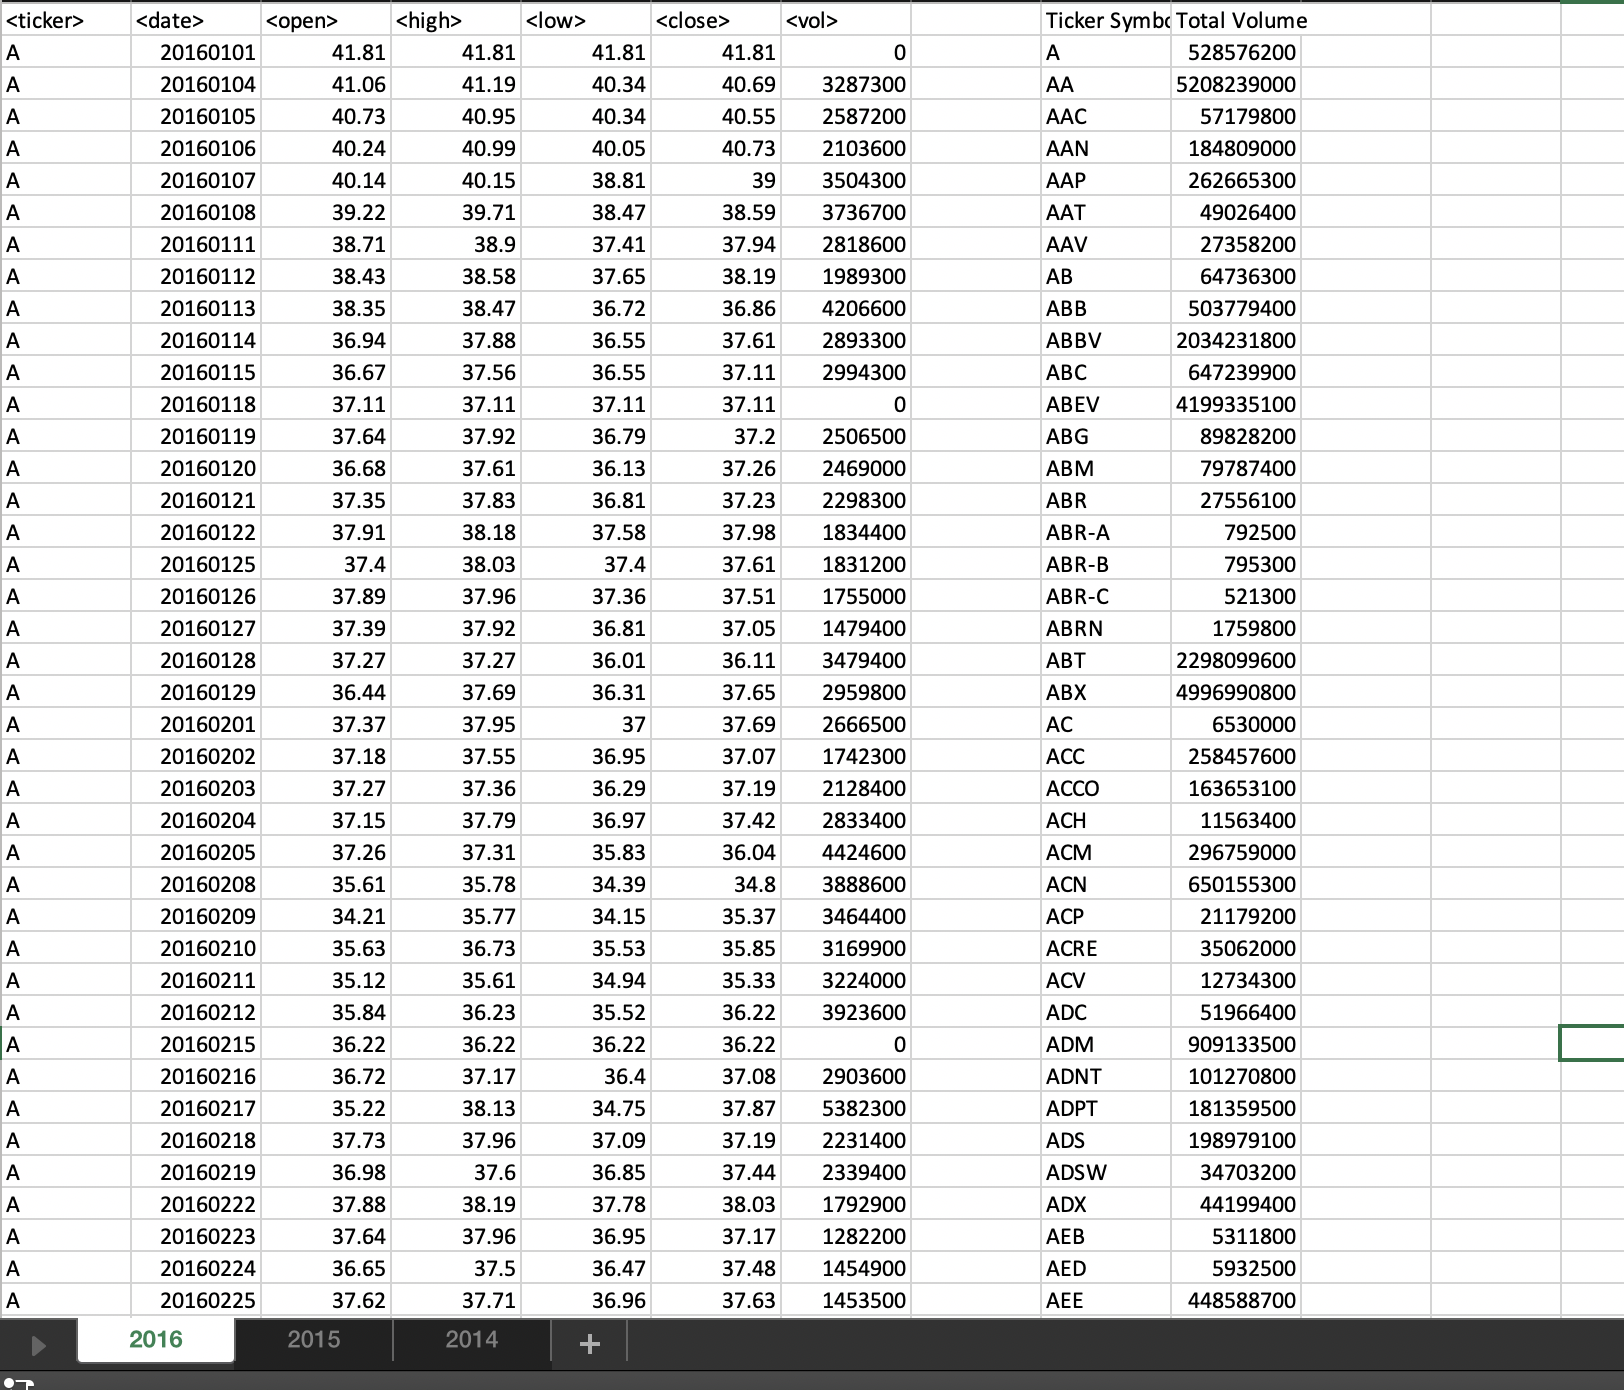 <ticker> <date> <open> <high> <low> <close> <vol> Ticker Symbo Total Volume
A 20160101 41.81 41.81 41.81 41.81 0 A 528576200
A 20160104 41.06 41.19 40.34 40.69 3287300 AA 5208239000
A 20160105 40.73 40.95 40.34 40.55 2587200 AAC 57179800
A 20160106 40.24 40.99 40.05 40.73 2103600 AAN 184809000
A 20160107 40.14 40.15 38.81 39 3504300 AAP 262665300
A 20160108 39.22 39.71 38.47 38.59 3736700 AAT 49026400
A 20160111 38.71 38.9 37.41 37.94 2818600 AAV 27358200
A 20160112 38.43 38.58 37.65 38.19 1989300 AB 64736300
A 20160113 38.35 38.47 36.72 36.86 4206600 ABB 503779400
A 20160114 36.94 37.88 36.55 37.61 2893300 ABBV 2034231800
A 20160115 36.67 37.56 36.55 37.11 2994300 ABC 647239900
A 20160118 37.11 37.11 37.11 37.11 0 ABEV 4199335100
A 20160119 37.64 37.92 36.79 37.2 2506500 ABG 89828200
A 20160120 36.68 37.61 36.13 37.26 2469000 ABM 79787400
A 20160121 37.35 37.83 36.81 37.23 2298300 ABR 27556100
A 20160122 37.91 38.18 37.58 37.98 1834400 ABR-A 792500
A 20160125 37.4 38.03 37.4 37.61 1831200 ABR-B 795300
A 20160126 37.89 37.96 37.36 37.51 1755000 ABR-C 521300
A 20160127 37.39 37.92 36.81 37.05 1479400 ABRN 1759800
A 20160128 37.27 37.27 36.01 36.11 3479400 ABT 2298099600
A 20160129 36.44 37.69 36.31 37.65 2959800 ABX 4996990800
A 20160201 37.37 37.95 37 37.69 2666500 AC 6530000
A 20160202 37.18 37.55 36.95 37.07 1742300 ACC 258457600
A 20160203 37.27 37.36 36.29 37.19 2128400 ACCO 163653100
A 20160204 37.15 37.79 36.97 37.42 2833400 ACH 11563400
A 20160205 37.26 37.31 35.83 36.04 4424600 ACM 296759000
A 20160208 35.61 35.78 34.39 34.8 3888600 ACN 650155300
A 20160209 34.21 35.77 34.15 35.37 3464400 ACP 21179200
A 20160210 35.63 36.73 35.53 35.85 3169900 ACRE 35062000
A 20160211 35.12 35.61 34.94 35.33 3224000 ACV 12734300
A 20160212 35.84 36.23 35.52 36.22 3923600 ADC 51966400
A 20160215 36.22 36.22 36.22 36.22 0 ADM 909133500
A 20160216 36.72 37.17 36.4 37.08 2903600 ADNT 101270800
A 20160217 35.22 38.13 34.75 37.87 5382300 ADPT 181359500
A 20160218 37.73 37.96 37.09 37.19 2231400 ADS 198979100
A 20160219 36.98 37.6 36.85 37.44 2339400 ADSW 34703200
A 20160222 37.88 38.19 37.78 38.03 1792900 ADX 44199400
A 20160223 37.64 37.96 36.95 37.17 1282200 AEB 5311800
A 20160224 36.65 37.5 36.47 37.48 1454900 AED 5932500
A 20160225 37.62 37.71 36.96 37.63 1453500 AEE 448588700
2016 2015 2014 +